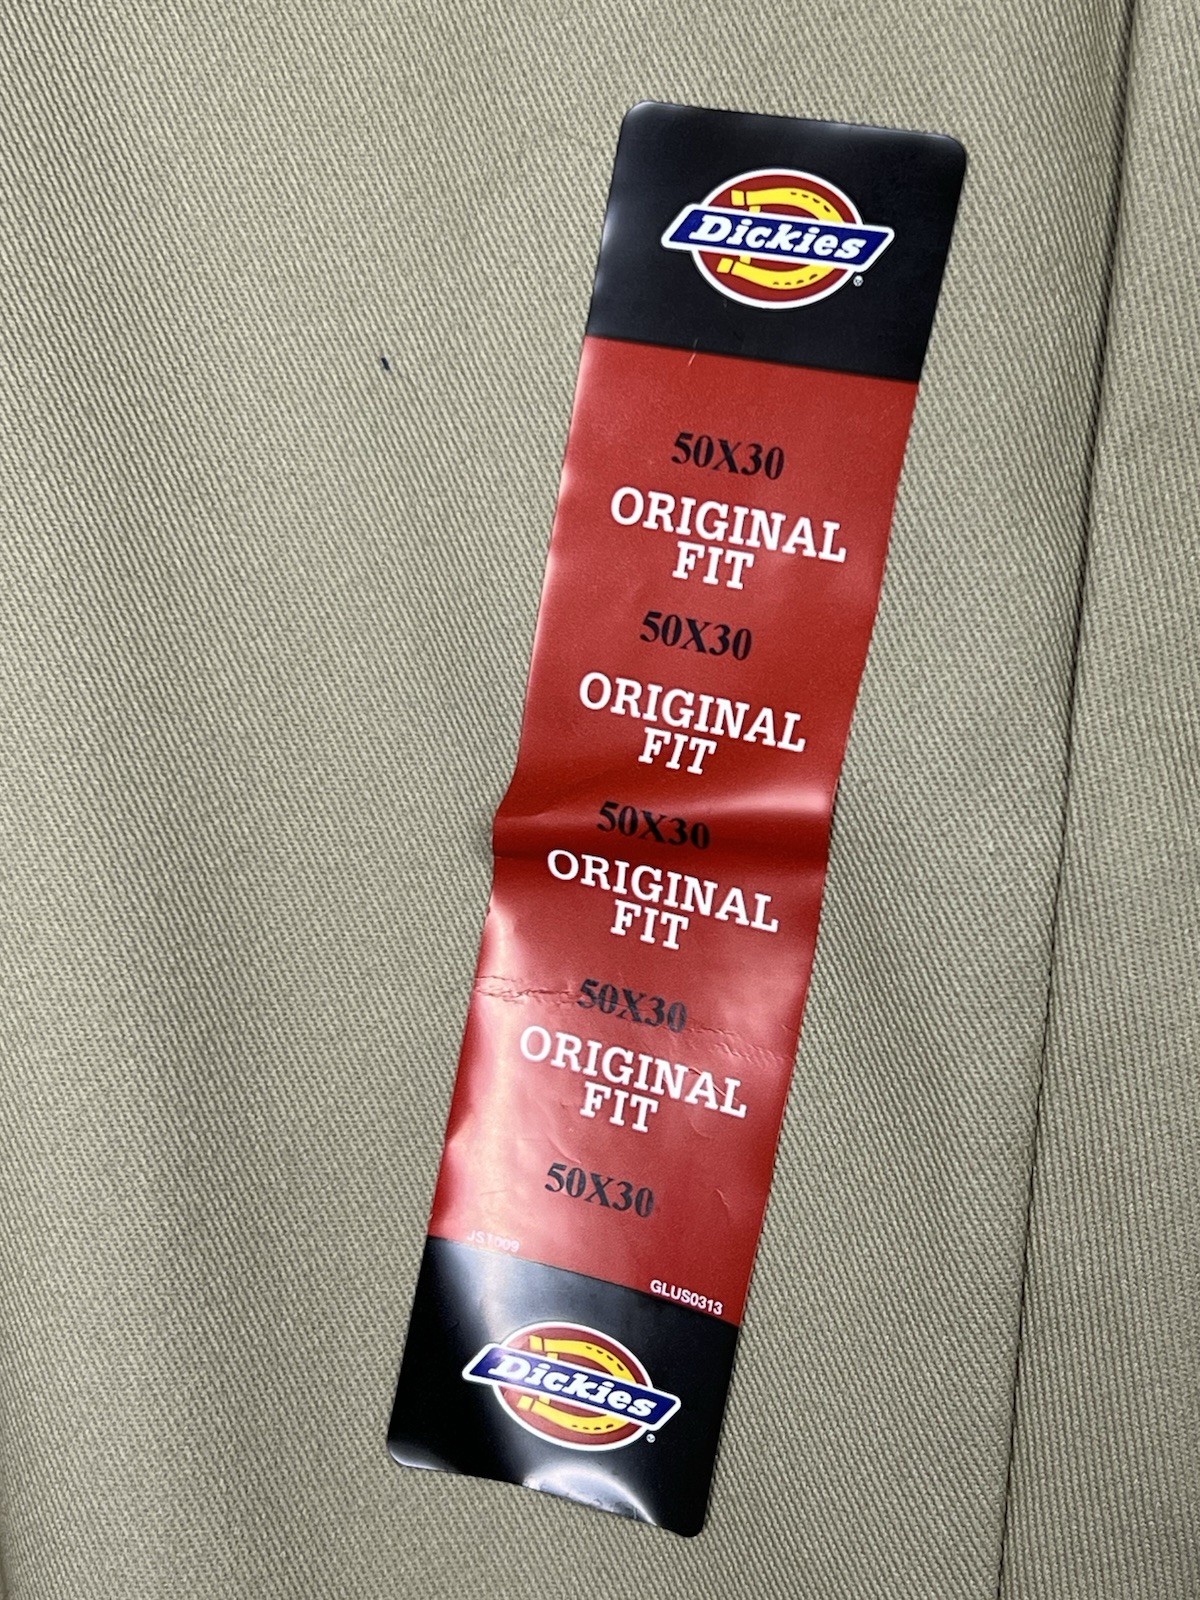 Dickies
®
50X30
ORIGINAL
FIT
50X30
ORIGINAL
FIT
50X30
ORIGINAL
FIT
50X30
ORIGINAL
FIT
50X30
JS1009
GLUS0313
Dickies
®